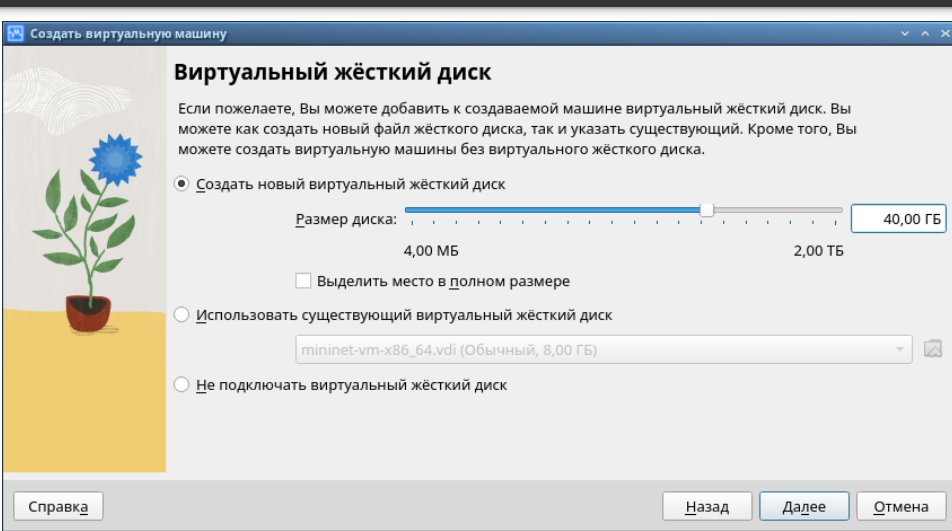 Создать виртуальную машину
Виртуальный жёсткий диск
Если пожелаете, Вы можете добавить к создаваемой машине виртуальный жёсткий диск. Вы
можете как создать новый файл жёсткого диска, так и указать существующий. Кроме того, Вы
можете создать виртуальную машины без виртуального жёсткого диска.
Создать новый виртуальный жёсткий диск
Размер диска: 40,00 ГБ
4,00 МБ 2,00 ТБ
Выделить место в полном размере
Использовать существующий виртуальный жёсткий диск
mininet-vm-x86_64.vdi (Обычный, 8,00 ГБ)
Не подключать виртуальный жёсткий диск
Справка Назад Далее Отмена